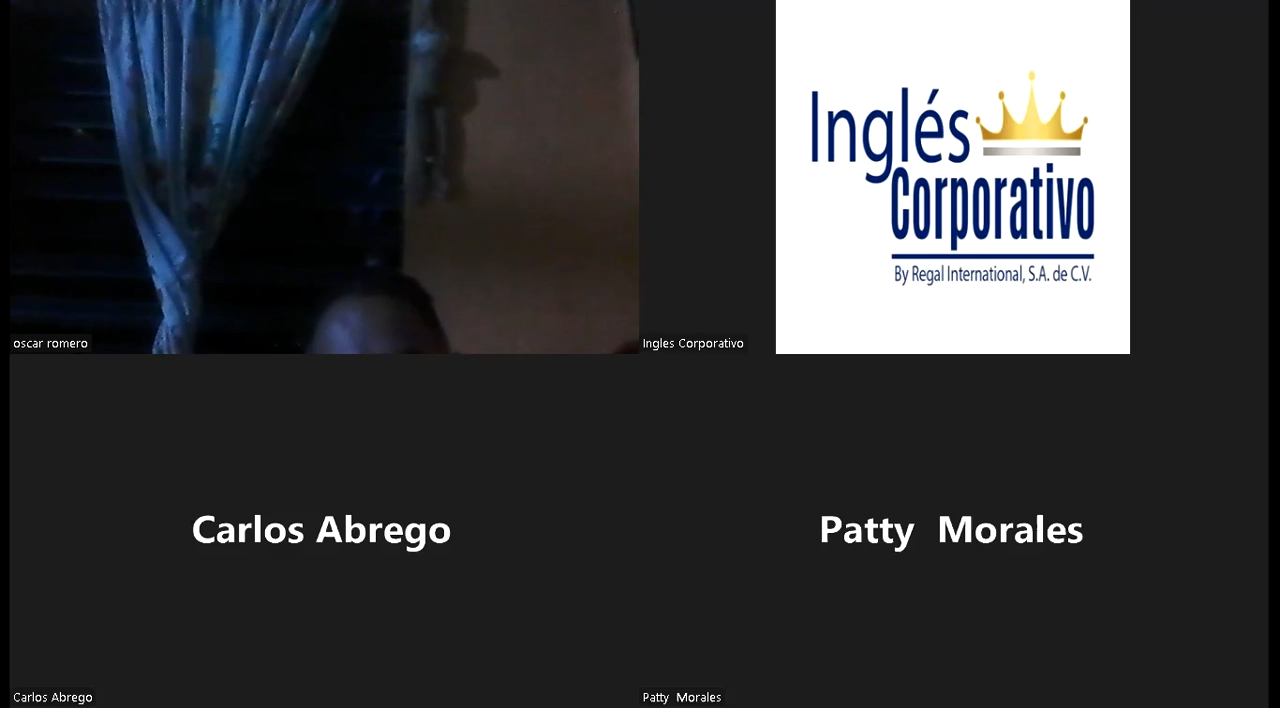 Inglés
Corporativo
By Regal International, S.A. de C.V.
oscar romero
Ingles Corporativo
Carlos Abrego
Patty Morales
Carlos Abrego
Patty Morales